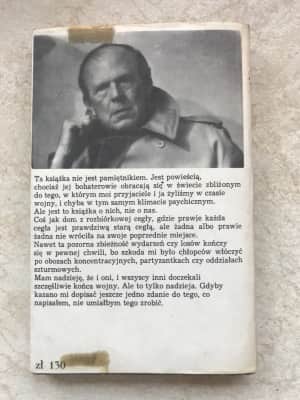 Ta książka nie jest pamiętnikiem. Jest powieścią,
chociaż jej bohaterowie obracają się w świecie zbliżonym
do tego, w którym moi przyjaciele i ja żyliśmy w czasie
wojny, i chyba w tym samym klimacie psychicznym.
Ale jest to książka o nich, nie o nas.
Coś jak dom z rozbiórkowej cegły, gdzie prawie każda
cegła jest prawdziwą starą cegłą, ale żadna albo prawie
żadna nie wróciła na swoje poprzednie miejsce.
Nawet ta pozorna zbieżność wydarzeń czy losów kończy
się w pewnej chwili, bo szkoda mi było chłopców włóczyć
po obozach koncentracyjnych, partyzantkach czy oddziałach
szturmowych.
Mam nadzieję, że i oni, i wszyscy inni doczekali
szczęśliwie końca wojny. Ale to tylko nadzieja. Gdyby
kazano mi dopisać jeszcze jedno zdanie do tego, co
napisałem, nie umiałbym tego zrobić.
zł 130